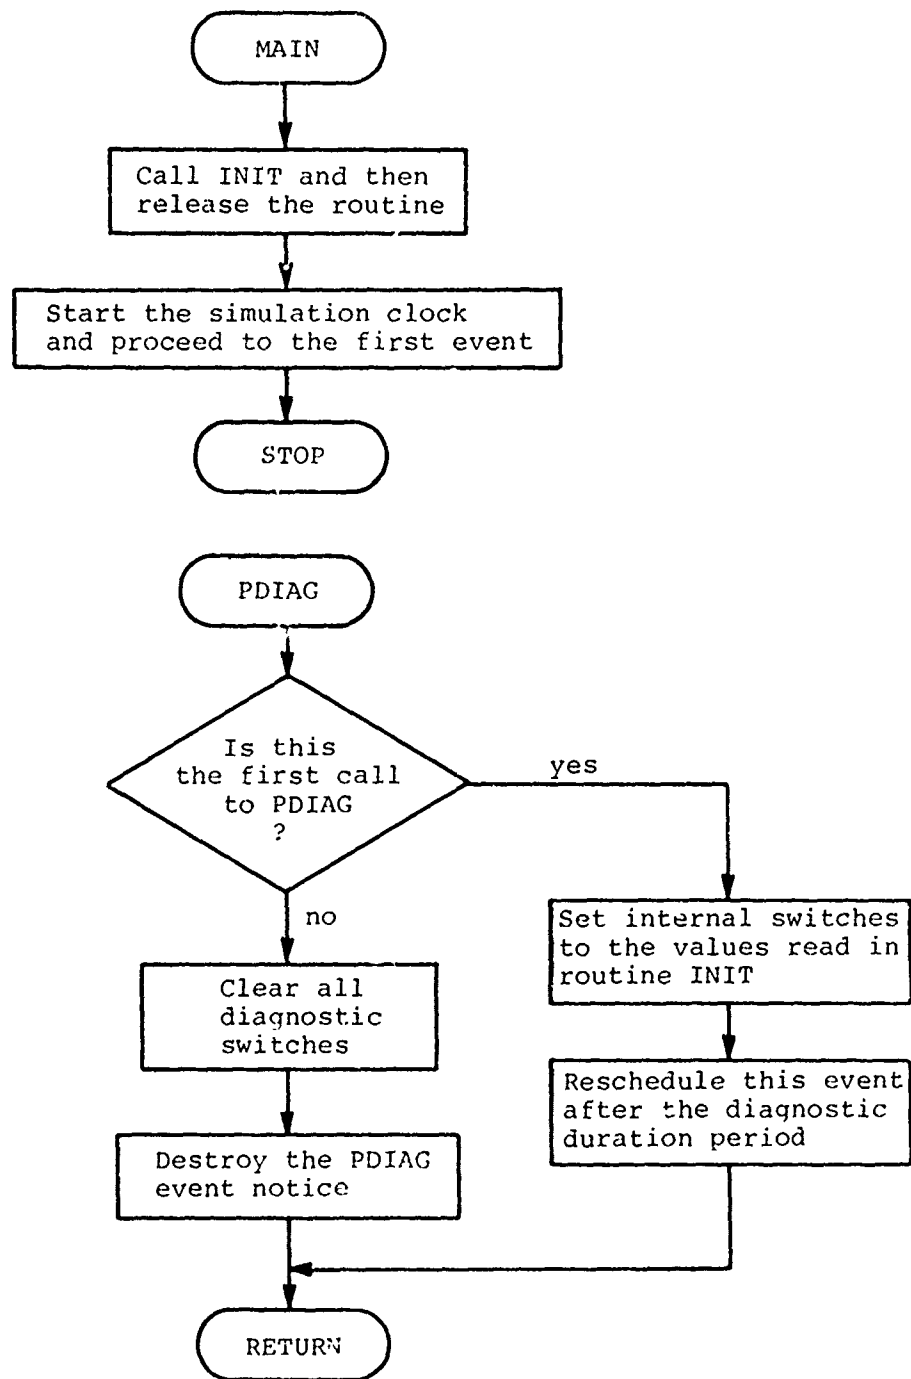 MAIN
Call INIT and then
release the routine
Start the simulation clock
and proceed to the first event
STOP
PDIAG
Is this
the first call
to PDIAG
?
yes
no
Set internal switches
to the values read in
routine INIT
Clear all
diagnostic
switches
Reschedule this event
after the diagnostic
duration period
Destroy the PDIAG
event notice
RETURN